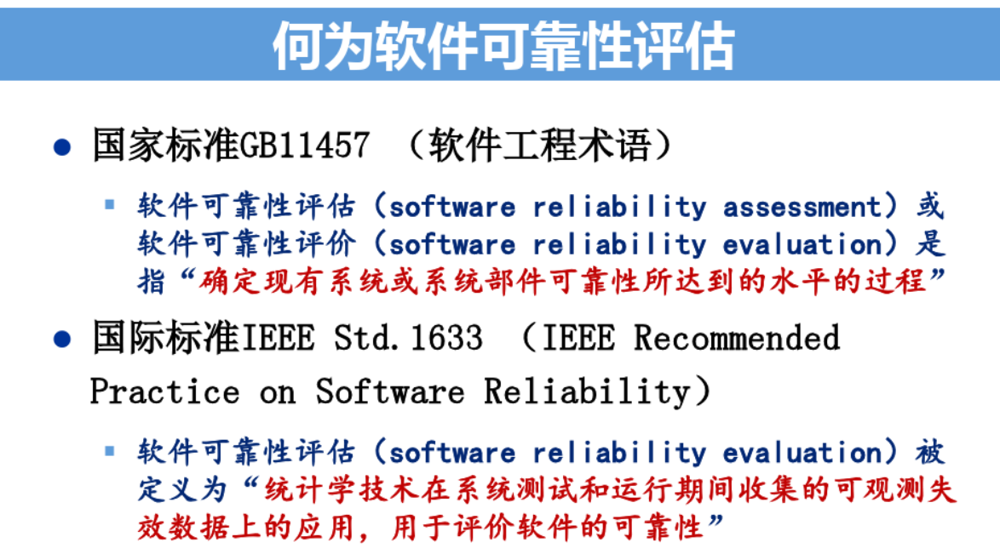 何为软件可靠性评估
● 国家标准GB11457 （软件工程术语）
▪ 软件可靠性评估（software reliability assessment）或
软件可靠性评价（software reliability evaluation）是
指“确定现有系统或系统部件可靠性所达到的水平的过程”
● 国际标准IEEE Std.1633 （IEEE Recommended
Practice on Software Reliability）
▪ 软件可靠性评估（software reliability evaluation）被
定义为“统计学技术在系统测试和运行期间收集的可观测失
效数据上的应用，用于评价软件的可靠性”